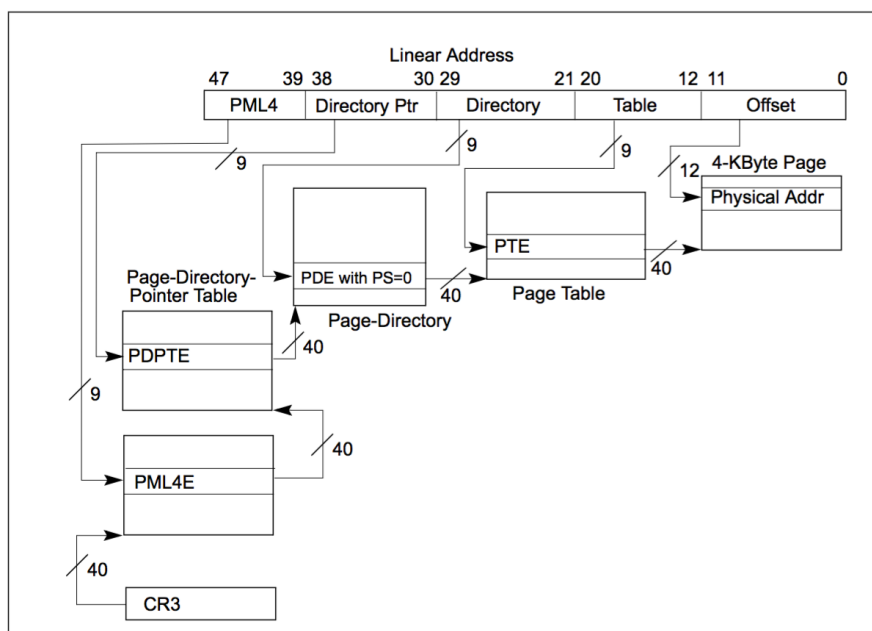 Linear Address
47 39 38 30 29 21 20 12 11 0
PML4 Directory Ptr Directory Table Offset
9 9 9
12
4-KByte Page
Physical Addr
PTE
40
Page Table
PDE with PS=0
40
Page-Directory
Page-Directory-
Pointer Table
PDPTE
40
9
40
PML4E
40
CR3